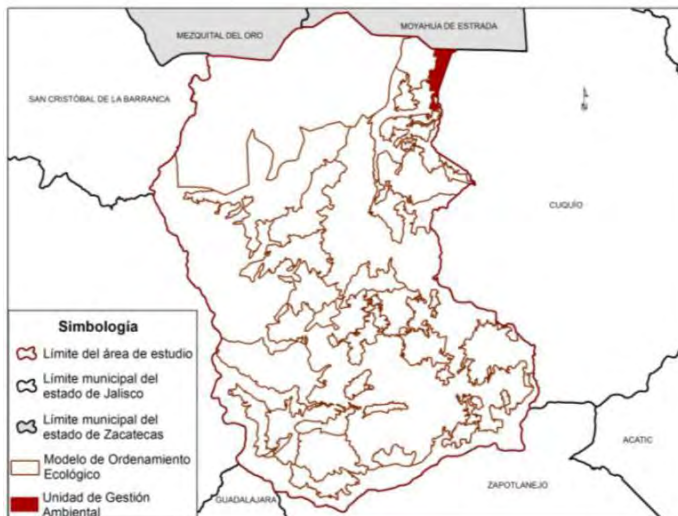 MOYAHUA DE ESTRADA
MEZQUITAL DEL ORO
SAN CRISTÓBAL DE LA BARRANCA
CUQUÍO
Simbología
Límite del área de estudio
Límite municipal del
estado de Jalisco
Límite municipal del
estado de Zacatecas
Modelo de Ordenamiento
Ecológico
Unidad de Gestión
Ambiental
ACATIC
ZAPOTLANEJO
GUADALAJARA